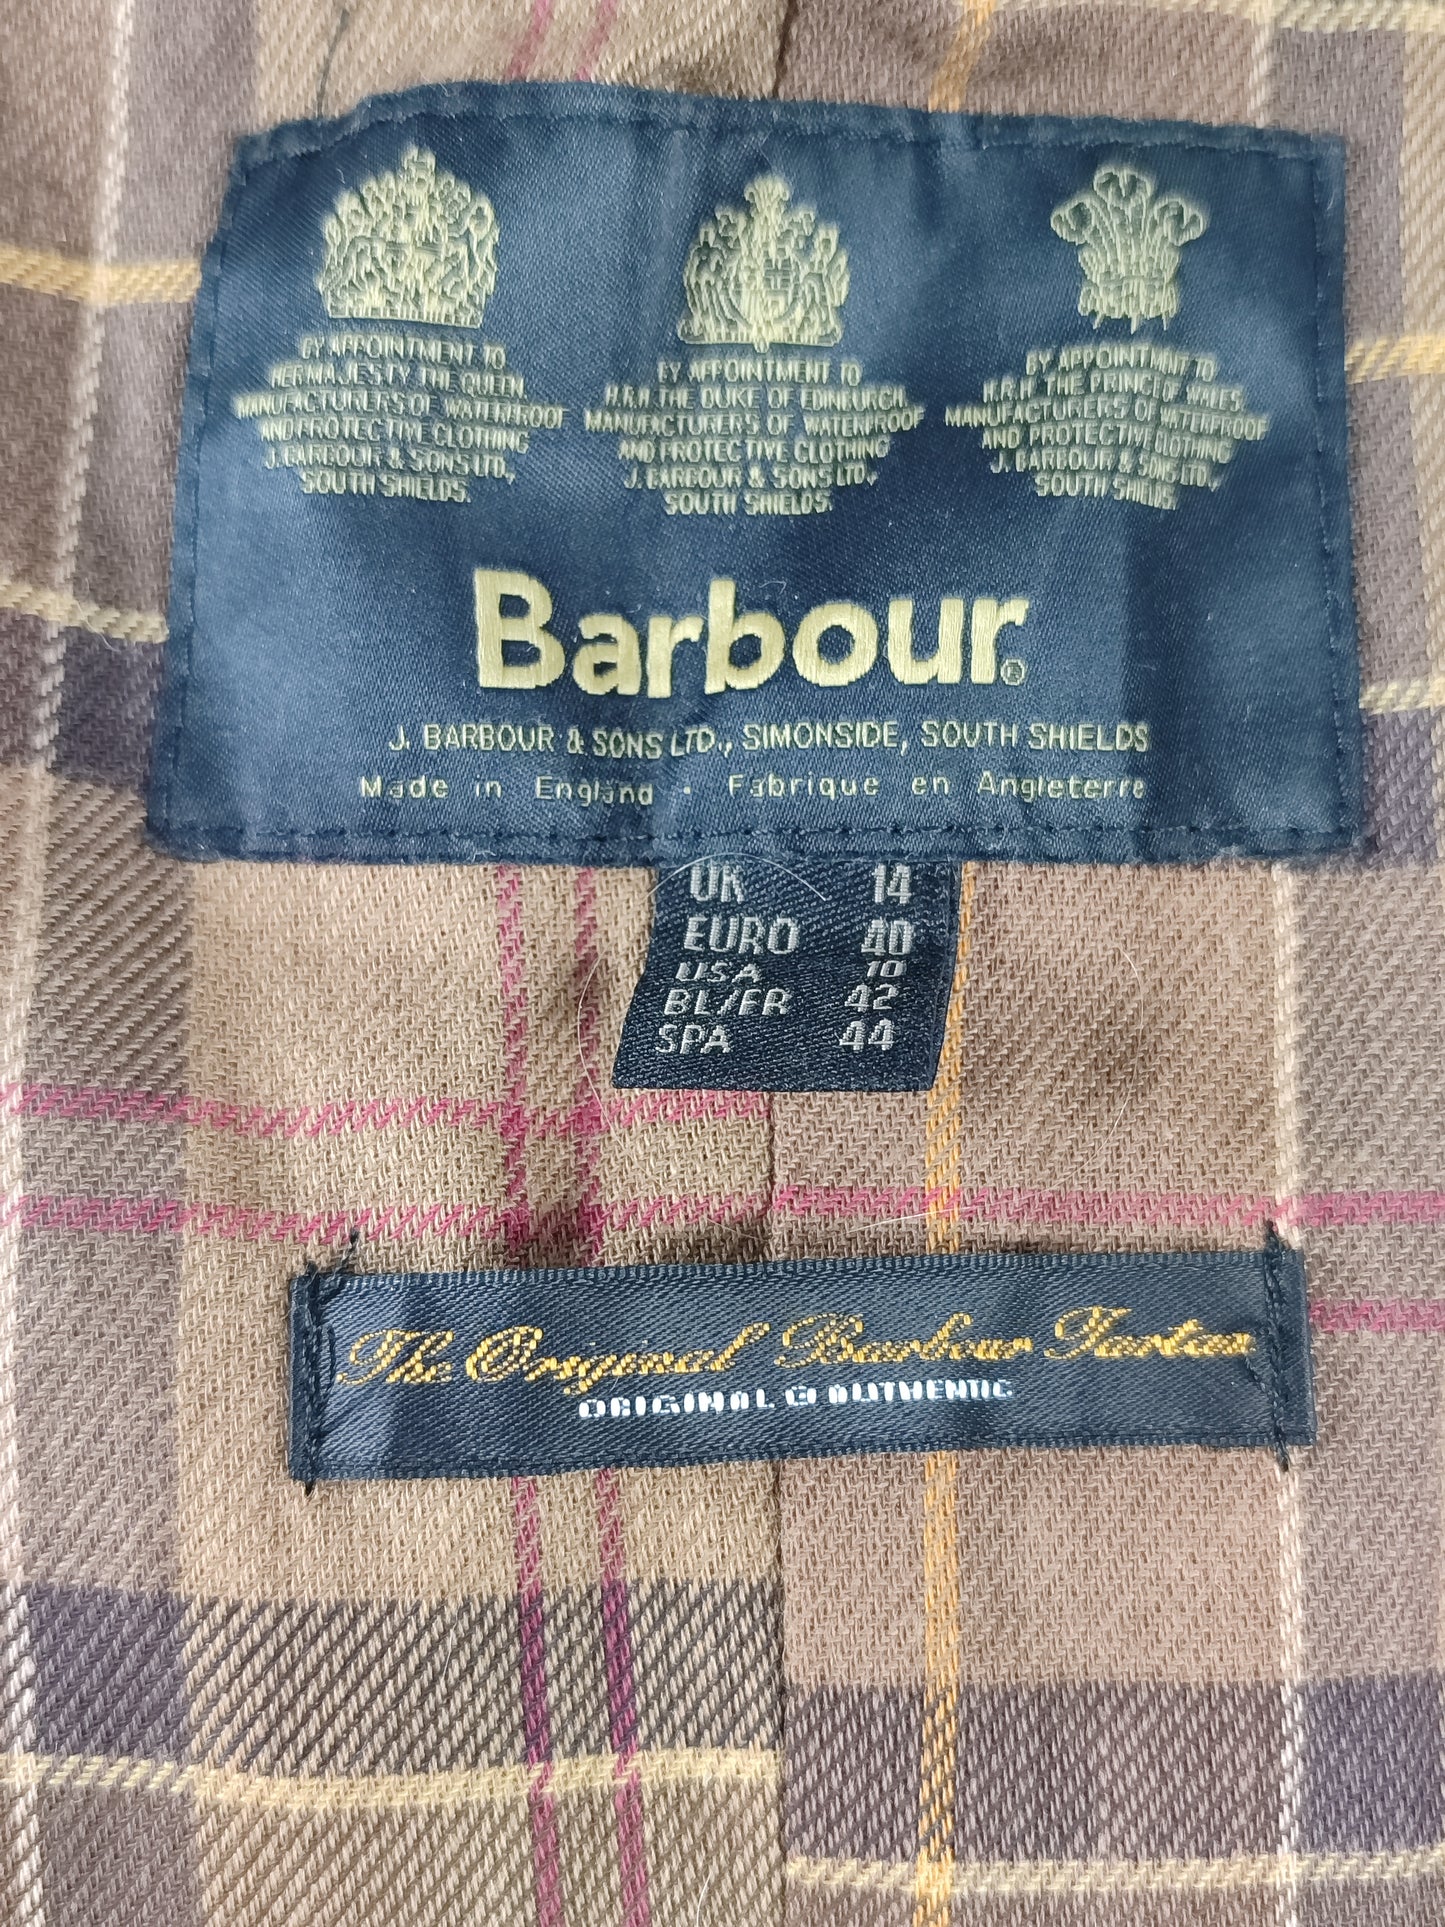 BY APPOINTMENT TO
HER MAJESTY THE QUEEN
MANUFACTURERS OF WATERPROOF
AND PROTECTIVE CLOTHING
J. BARBOUR & SONS LTD,
SOUTH SHIELDS.
BY APPOINTMENT TO
H.R.H. THE DUKE OF EDINBURGH
MANUFACTURERS OF WATERPROOF
AND PROTECTIVE CLOTHING
J. BARBOUR & SONS LTD,
SOUTH SHIELDS.
BY APPOINTMENT TO
H.R.H. THE PRINCE OF WALES
MANUFACTURERS OF WATERPROOF
AND PROTECTIVE CLOTHING
J. BARBOUR & SONS LTD,
SOUTH SHIELDS.
Barbour®
J. BARBOUR & SONS LTD., SIMONSIDE, SOUTH SHIELDS
Made in England · Fabrique en Angleterre
UK 14
EURO 40
USA 10
BL/FR 42
SPA 44
The Original Barbour Tartan
ORIGINAL & AUTHENTIC